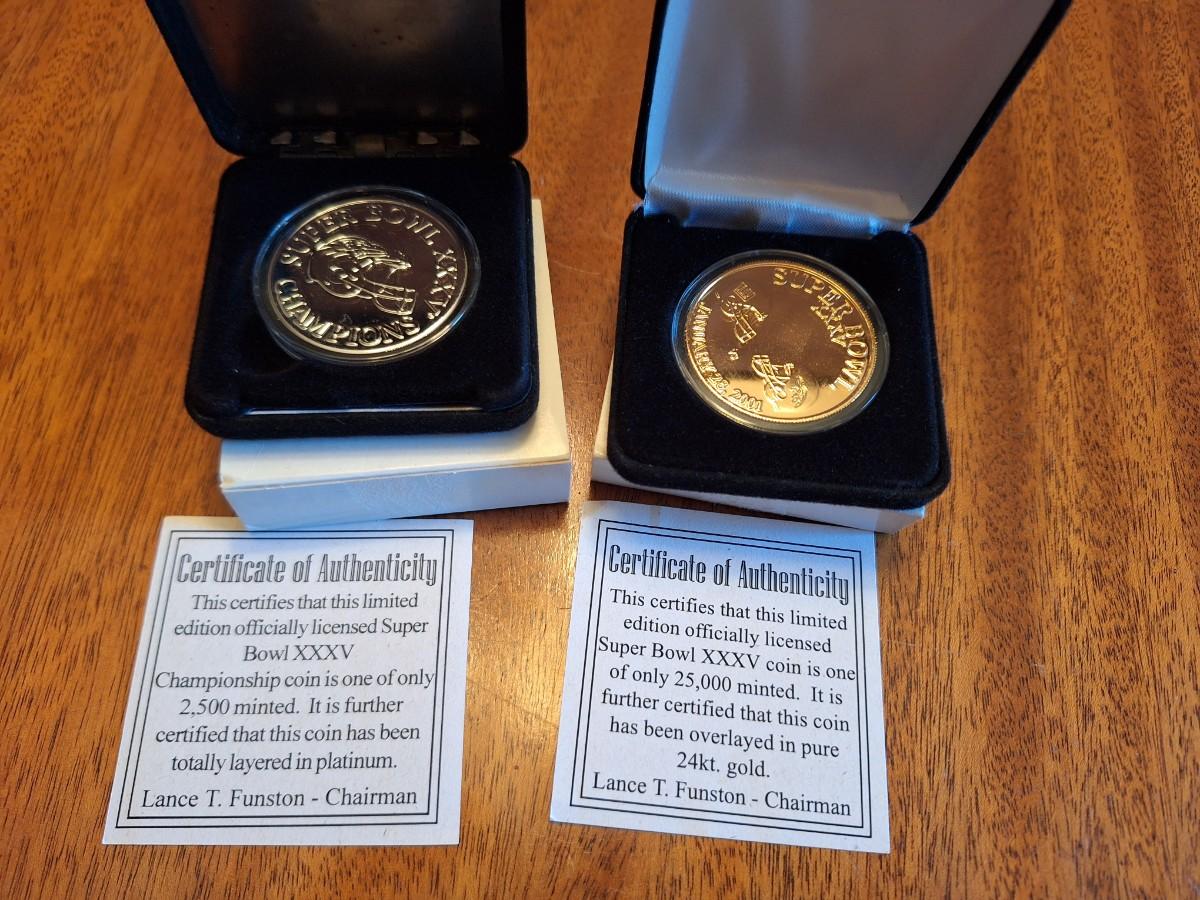 SUPER BOWL XXXV
CHAMPIONS
SUPER BOWL
XXXV
JANUARY 28, 2001
Certificate of Authenticity
This certifies that this limited
edition officially licensed Super
Bowl XXXV
Championship coin is one of only
2,500 minted. It is further
certified that this coin has been
totally layered in platinum.
Lance T. Funston - Chairman
Certificate of Authenticity
This certifies that this limited
edition officially licensed
Super Bowl XXXV coin is one
of only 25,000 minted. It is
further certified that this coin
has been overlayed in pure
24kt. gold.
Lance T. Funston - Chairman